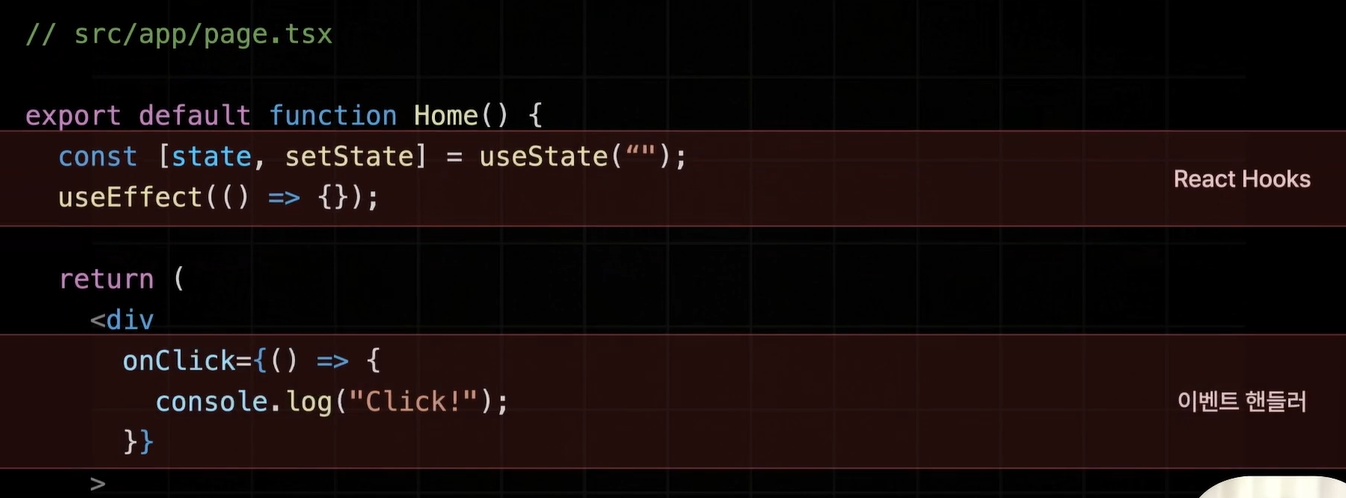 // src/app/page.tsx
export default function Home() {
const [state, setState] = useState(“");
useEffect(() => {});
React Hooks
return (
<div
onClick={() => {
console.log("Click!");
이벤트 핸들러
}}
>